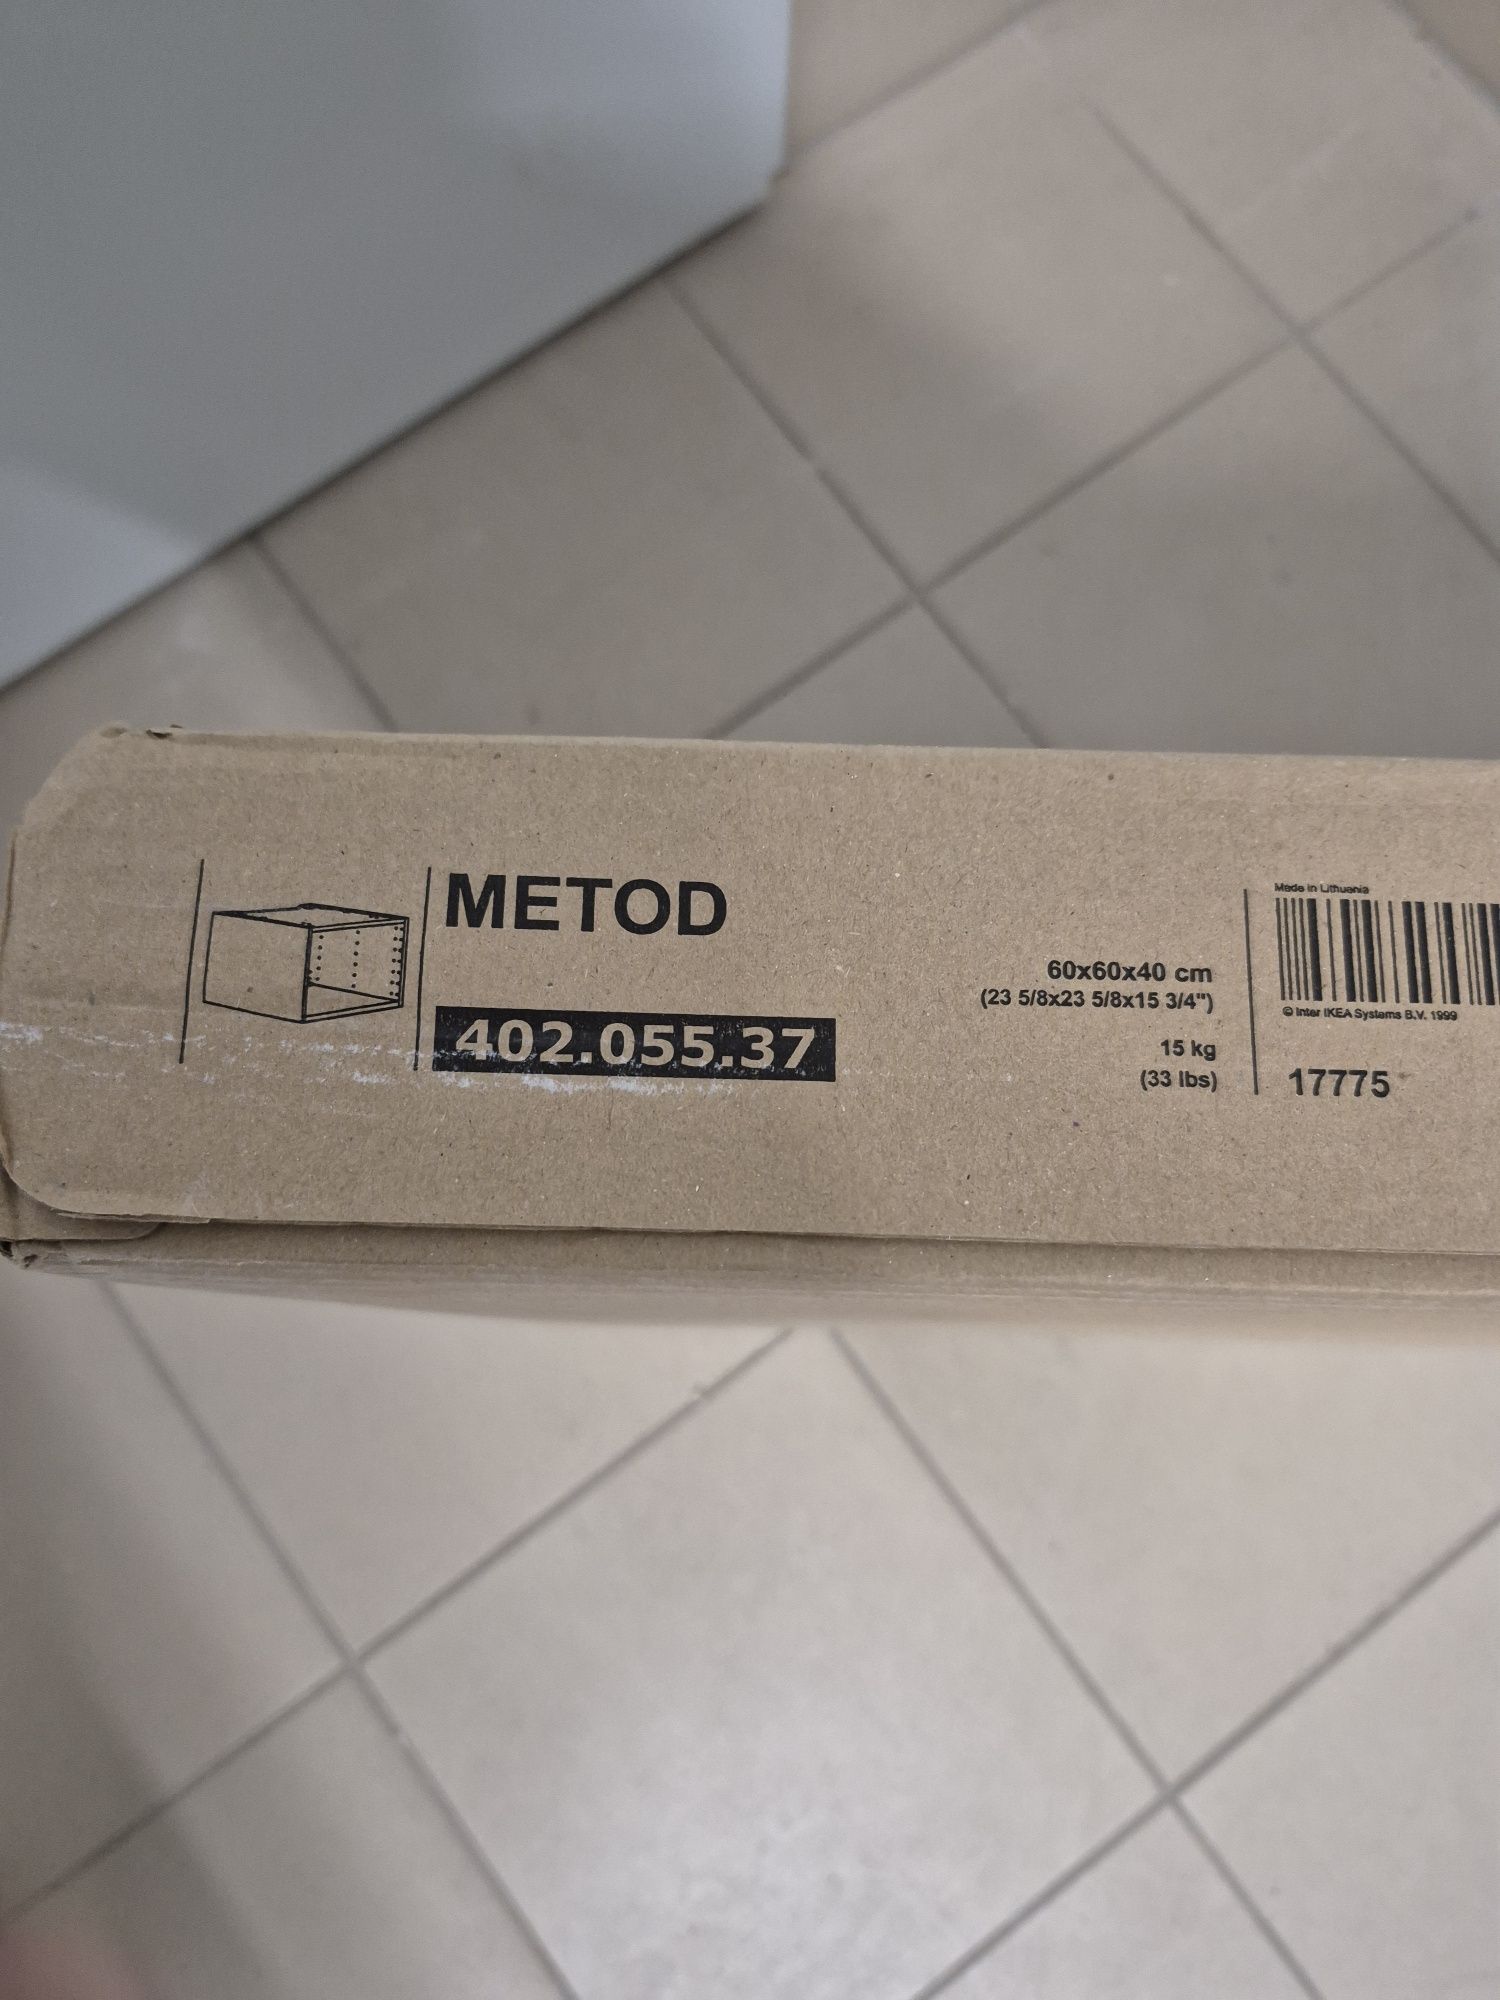 METOD
402.055.37
60x60x40 cm
(23 5/8x23 5/8x15 3/4")
15 kg
(33 lbs)
Made in Lithuania
© Inter IKEA Systems B.V. 1999
17775